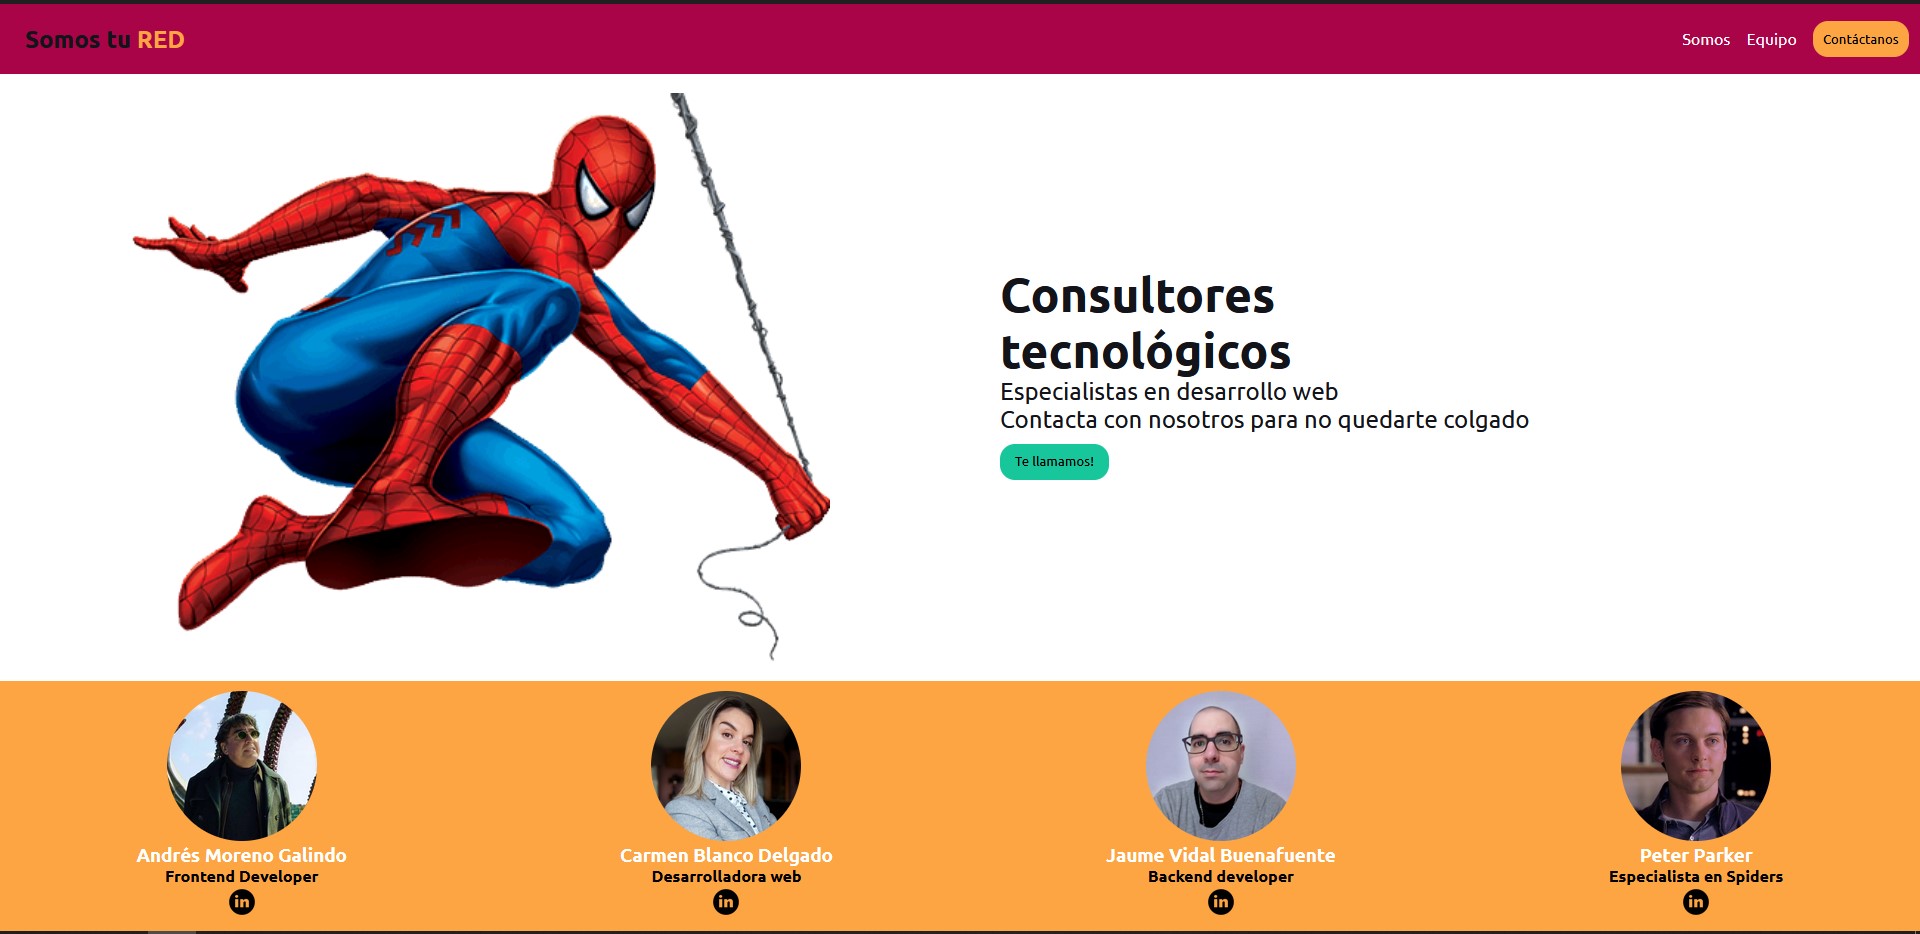 Somos tu RED
Somos Equipo Contáctanos
Consultores
tecnológicos
Especialistas en desarrollo web
Contacta con nosotros para no quedarte colgado
Te llamamos!
Andrés Moreno Galindo
Frontend Developer
in
Carmen Blanco Delgado
Desarrolladora web
in
Jaume Vidal Buenafuente
Backend developer
in
Peter Parker
Especialista en Spiders
in